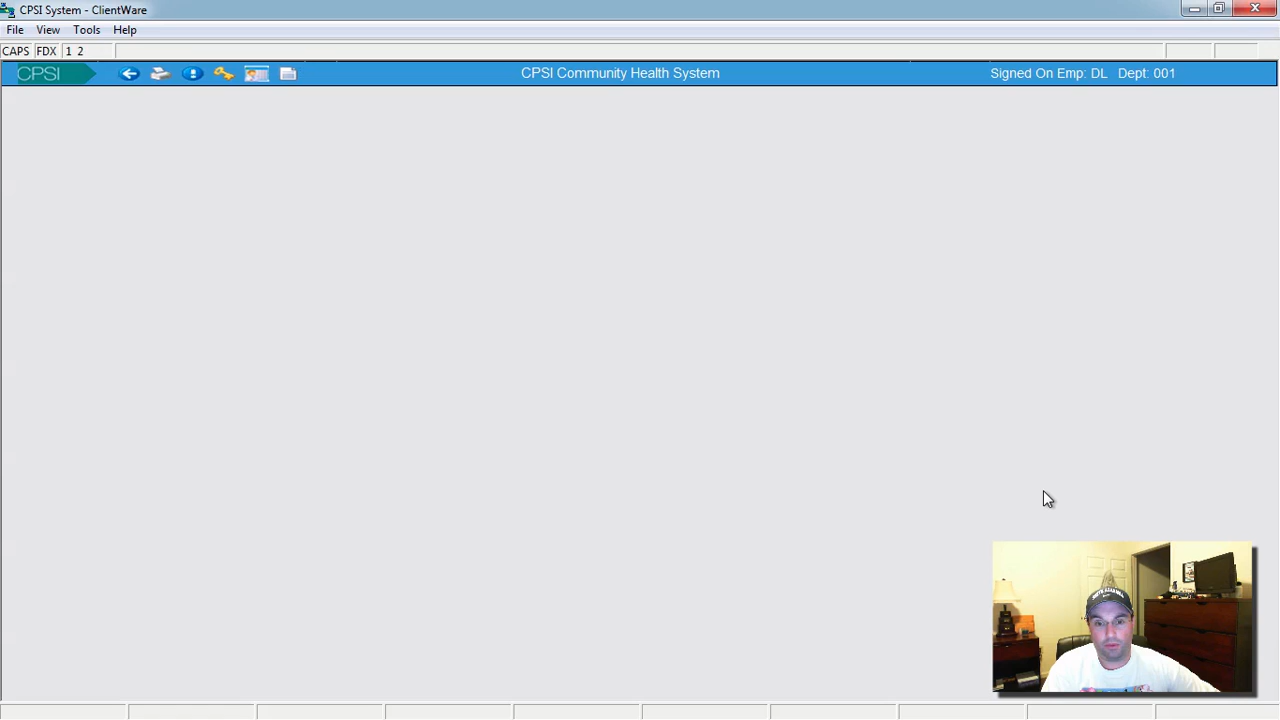 CPSI System - ClientWare
File View Tools Help
CAPS FDX 1 2
CPSI CPSI Community Health System Signed On Emp: DL Dept: 001